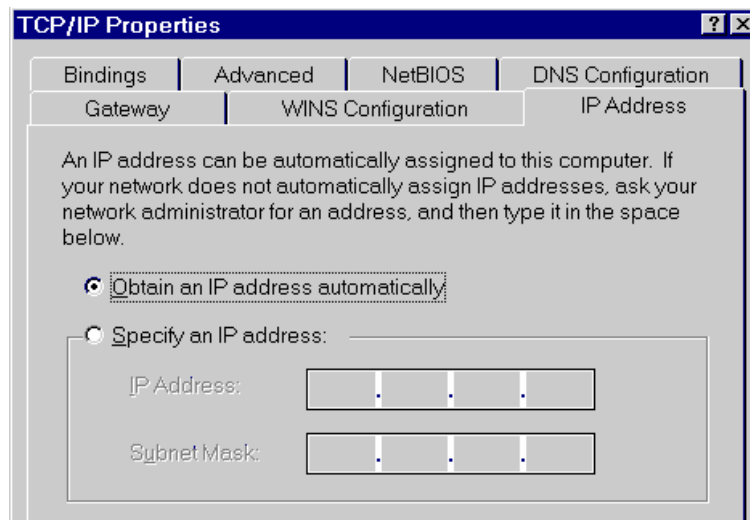 TCP/IP Properties
Bindings Advanced NetBIOS DNS Configuration
Gateway WINS Configuration IP Address
An IP address can be automatically assigned to this computer. If
your network does not automatically assign IP addresses, ask your
network administrator for an address, and then type it in the space
below.
Obtain an IP address automatically
Specify an IP address:
IP Address:
Subnet Mask: